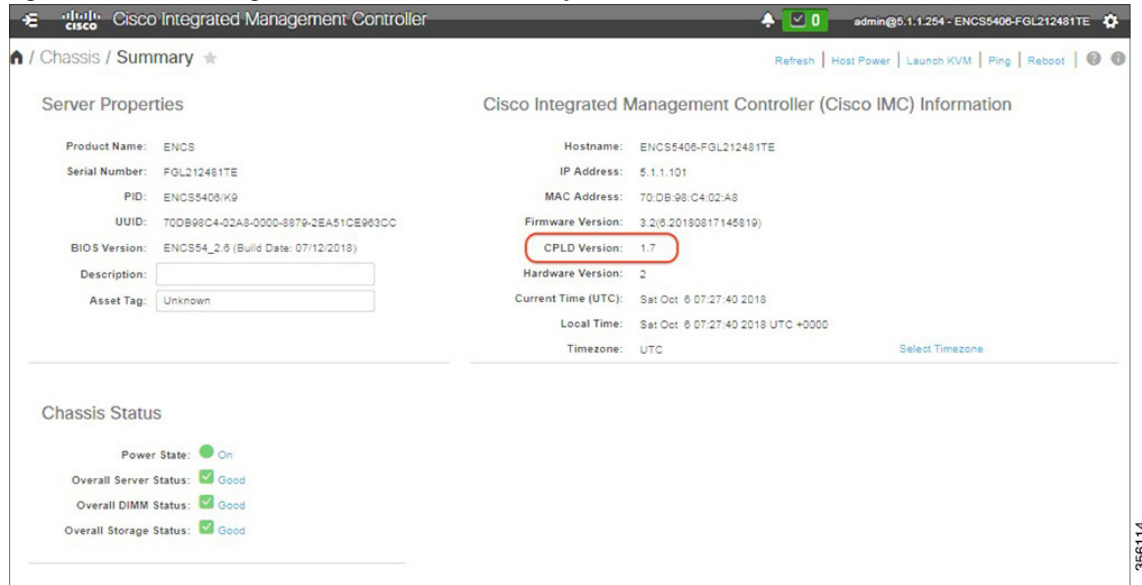 cisco Cisco Integrated Management Controller 0 admin@5.1.1.254 - ENCS5406-FGL212481TE
/ Chassis / Summary
Refresh | Host Power | Launch KVM | Ping | Reboot |
Server Properties
Product Name: ENCS
Serial Number: FGL212481TE
PID: ENCS5406/K9
UUID: 70DB98C4-02A8-0000-8879-2EA51CE963CC
BIOS Version: ENCS54_2.6 (Build Date: 07/12/2018)
Description:
Asset Tag: Unknown
Cisco Integrated Management Controller (Cisco IMC) Information
Hostname: ENCS5406-FGL212481TE
IP Address: 5.1.1.101
MAC Address: 70:DB:98:C4:02:A8
Firmware Version: 3.2(6.20180817145819)
CPLD Version: 1.7
Hardware Version: 2
Current Time (UTC): Sat Oct 6 07:27:40 2018
Local Time: Sat Oct 6 07:27:40 2018 UTC +0000
Timezone: UTC Select Timezone
Chassis Status
Power State: On
Overall Server Status: Good
Overall DIMM Status: Good
Overall Storage Status: Good
356114